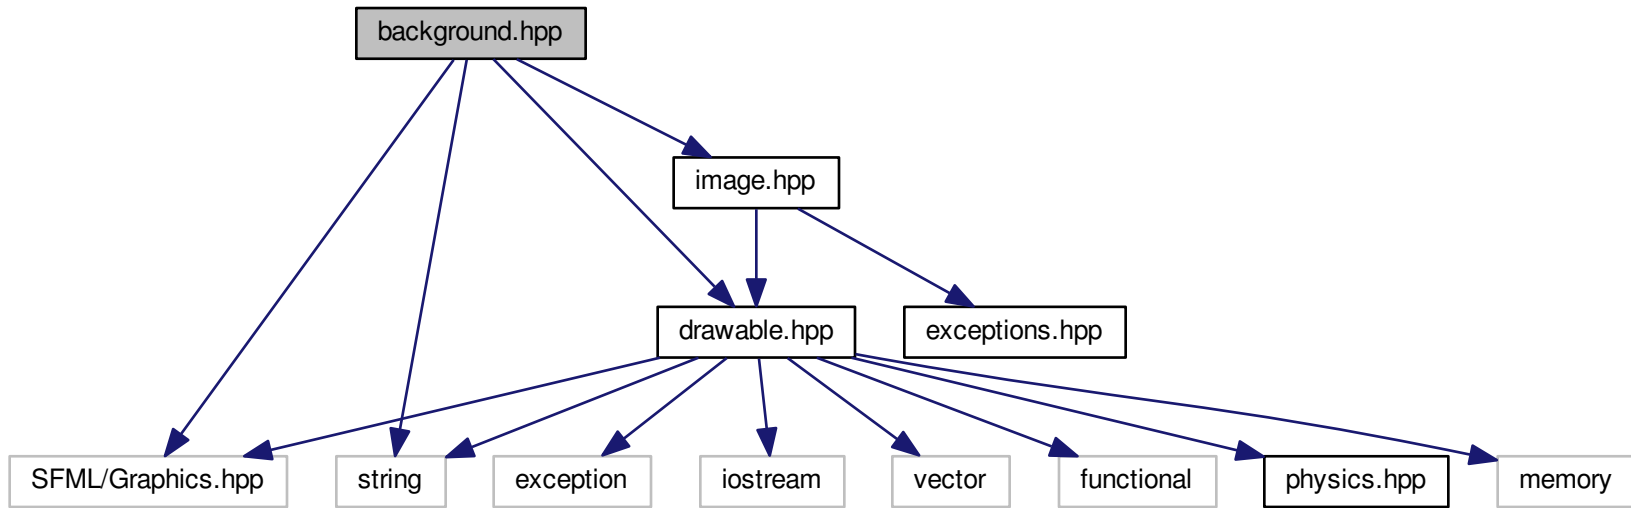 background.hpp
image.hpp
drawable.hpp
exceptions.hpp
SFML/Graphics.hpp
string
exception
iostream
vector
functional
physics.hpp
memory